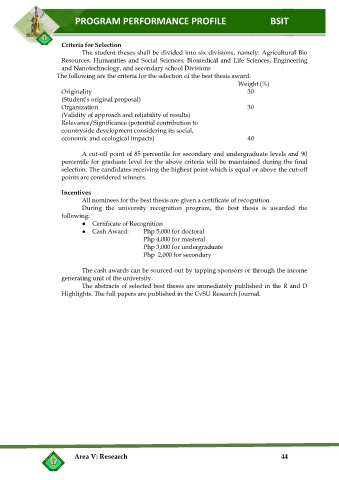 PROGRAM PERFORMANCE PROFILE BSIT
Criteria for Selection
The student theses shall be divided into six divisions, namely: Agricultural Bio
Resources, Humanities and Social Sciences, Biomedical and Life Sciences, Engineering
and Nanotechnology, and secondary school Divisions
The following are the criteria for the selection of the best thesis award.
Weight (%)
Originality 30
(Student's original proposal)
Organization 30
(Validity of approach and reliability of results)
Relevance/Significance (potential contribution to
countryside development considering its social,
economic and ecological impacts) 40
A cut-off point of 85 percentile for secondary and undergraduate levels and 90
percentile for graduate level for the above criteria will be maintained during the final
selection. The candidates receiving the highest point which is equal or above the cut-off
points are considered winners.
Incentives
All nominees for the best thesis are given a certificate of recognition.
During the university recognition program, the best thesis is awarded the
following:
• Certificate of Recognition
• Cash Award: Php 5,000 for doctoral
Php 4,000 for masteral
Php 3,000 for undergraduate
Php 2,000 for secondary
The cash awards can be sourced out by tapping sponsors or through the income
generating unit of the university.
The abstracts of selected best theses are immediately published in the R and D
Highlights. The full papers are published in the CvSU Research Journal.
Area V: Research 44